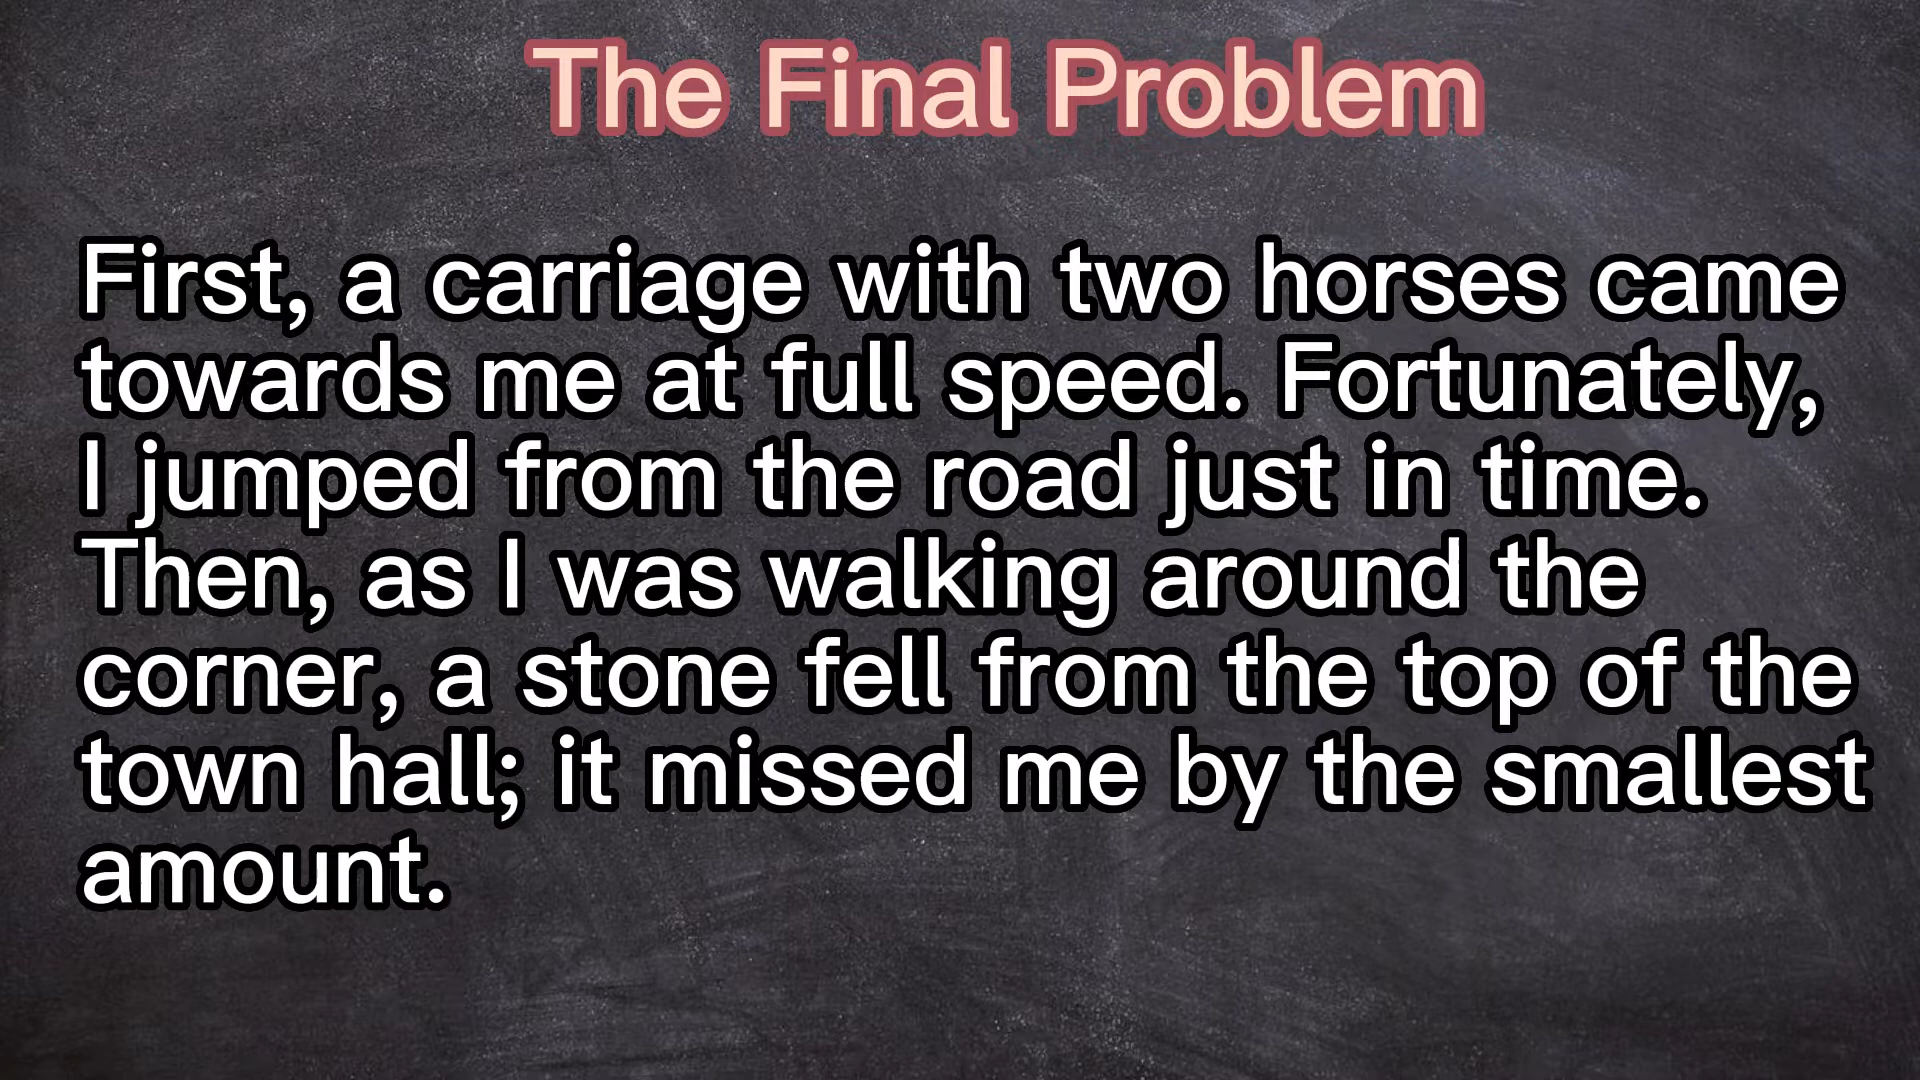 The Final Problem
First, a carriage with two horses came
towards me at full speed. Fortunately,
I jumped from the road just in time.
Then, as I was walking around the
corner, a stone fell from the top of the
town hall; it missed me by the smallest
amount.